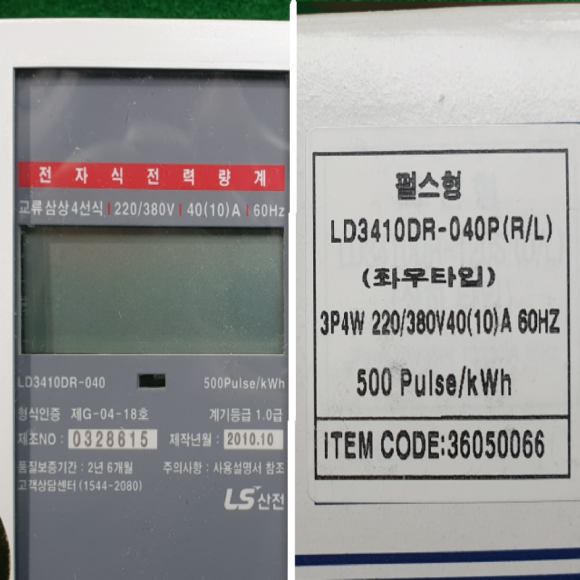 전자식전력량계
교류 삼상 4선식 220/380V 40(10)A 60Hz
LD3410DR-040 500Pulse/kWh
형식인증 제G-04-18호 계기등급 1.0급
제조NO : 0328615 제작년월 : 2010.10
품질보증기간 : 2년 6개월 주의사항 : 사용설명서 참조
고객상담센터 (1544-2080)
LS산전
펄스형
LD3410DR-040P(R/L)
(좌우타입)
3P4W 220/380V40(10)A 60HZ
500 Pulse/kWh
ITEM CODE:36050066